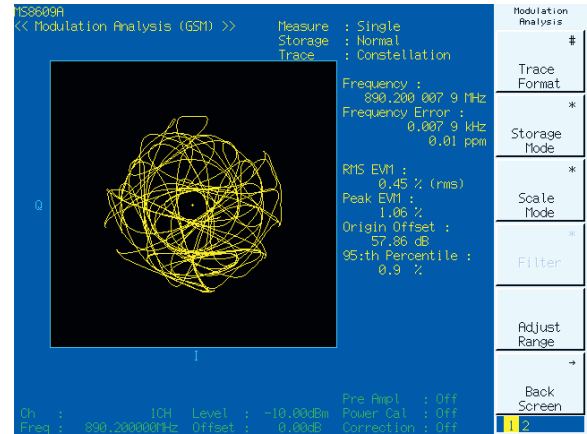 MS8609A
<< Modulation Analysis (GSM) >>
Measure : Single
Storage : Normal
Trace : Constellation
Frequency :
890.200 007 9 MHz
Frequency Error :
0.007 9 kHz
0.01 ppm
RMS EVM :
0.45 % (rms)
Peak EVM :
1.06 %
Origin Offset :
57.86 dB
95:th Percentile :
0.9 %
Q
I
Pre Ampl : Off
Ch : 1CH Level : -10.00dBm Power Cal : Off
Freq : 890.200000MHz Offset : 0.00dB Correction : Off
Modulation
Analysis
#
Trace
Format
*
Storage
Mode
*
Scale
Mode
*
Filter
Adjust
Range
→
Back
Screen
1 2